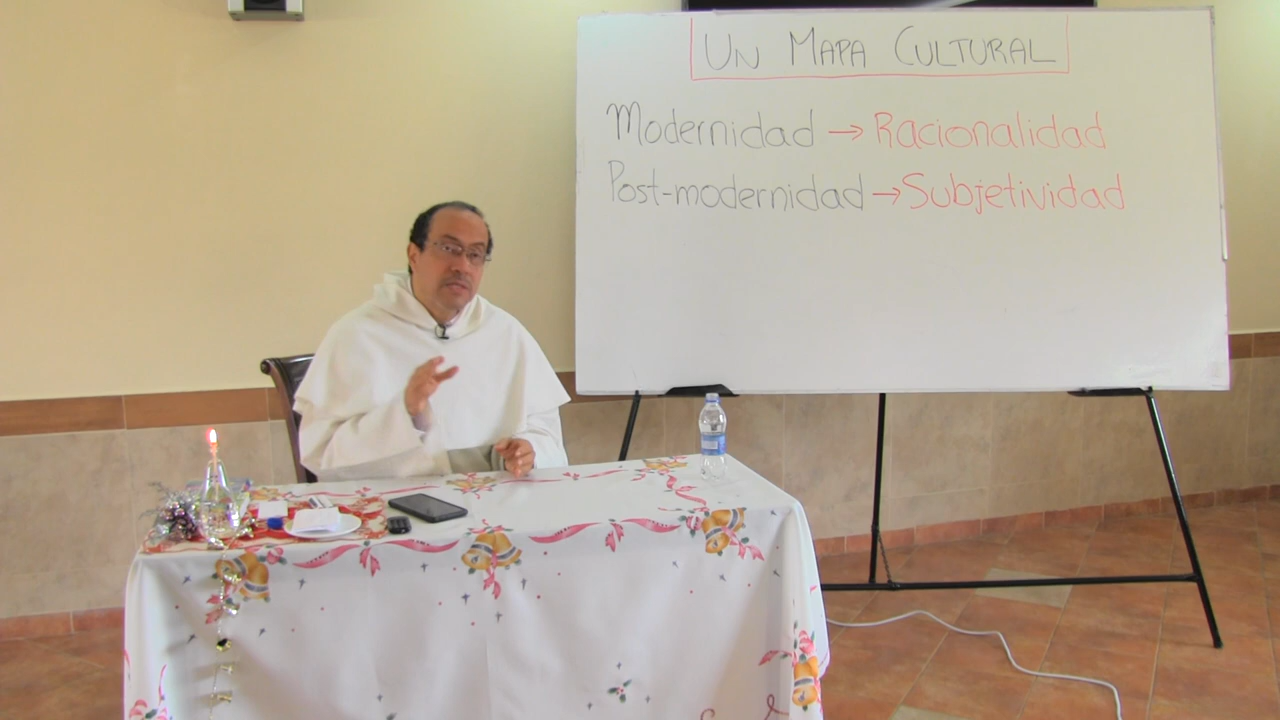 UN MAPA CULTURAL
Modernidad → Racionalidad
Post-modernidad → Subjetividad